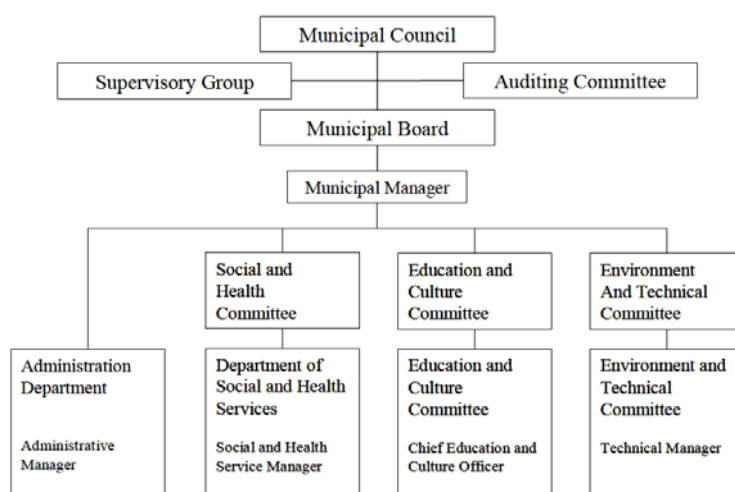 Municipal Council
Supervisory Group
Auditing Committee
Municipal Board
Municipal Manager
Social and
Health
Committee
Education and
Culture
Committee
Environment
And Technical
Committee
Administration
Department
Administrative
Manager
Department of
Social and Health
Services
Social and Health
Service Manager
Education and
Culture
Committee
Chief Education and
Culture Officer
Environment and
Technical
Committee
Technical Manager